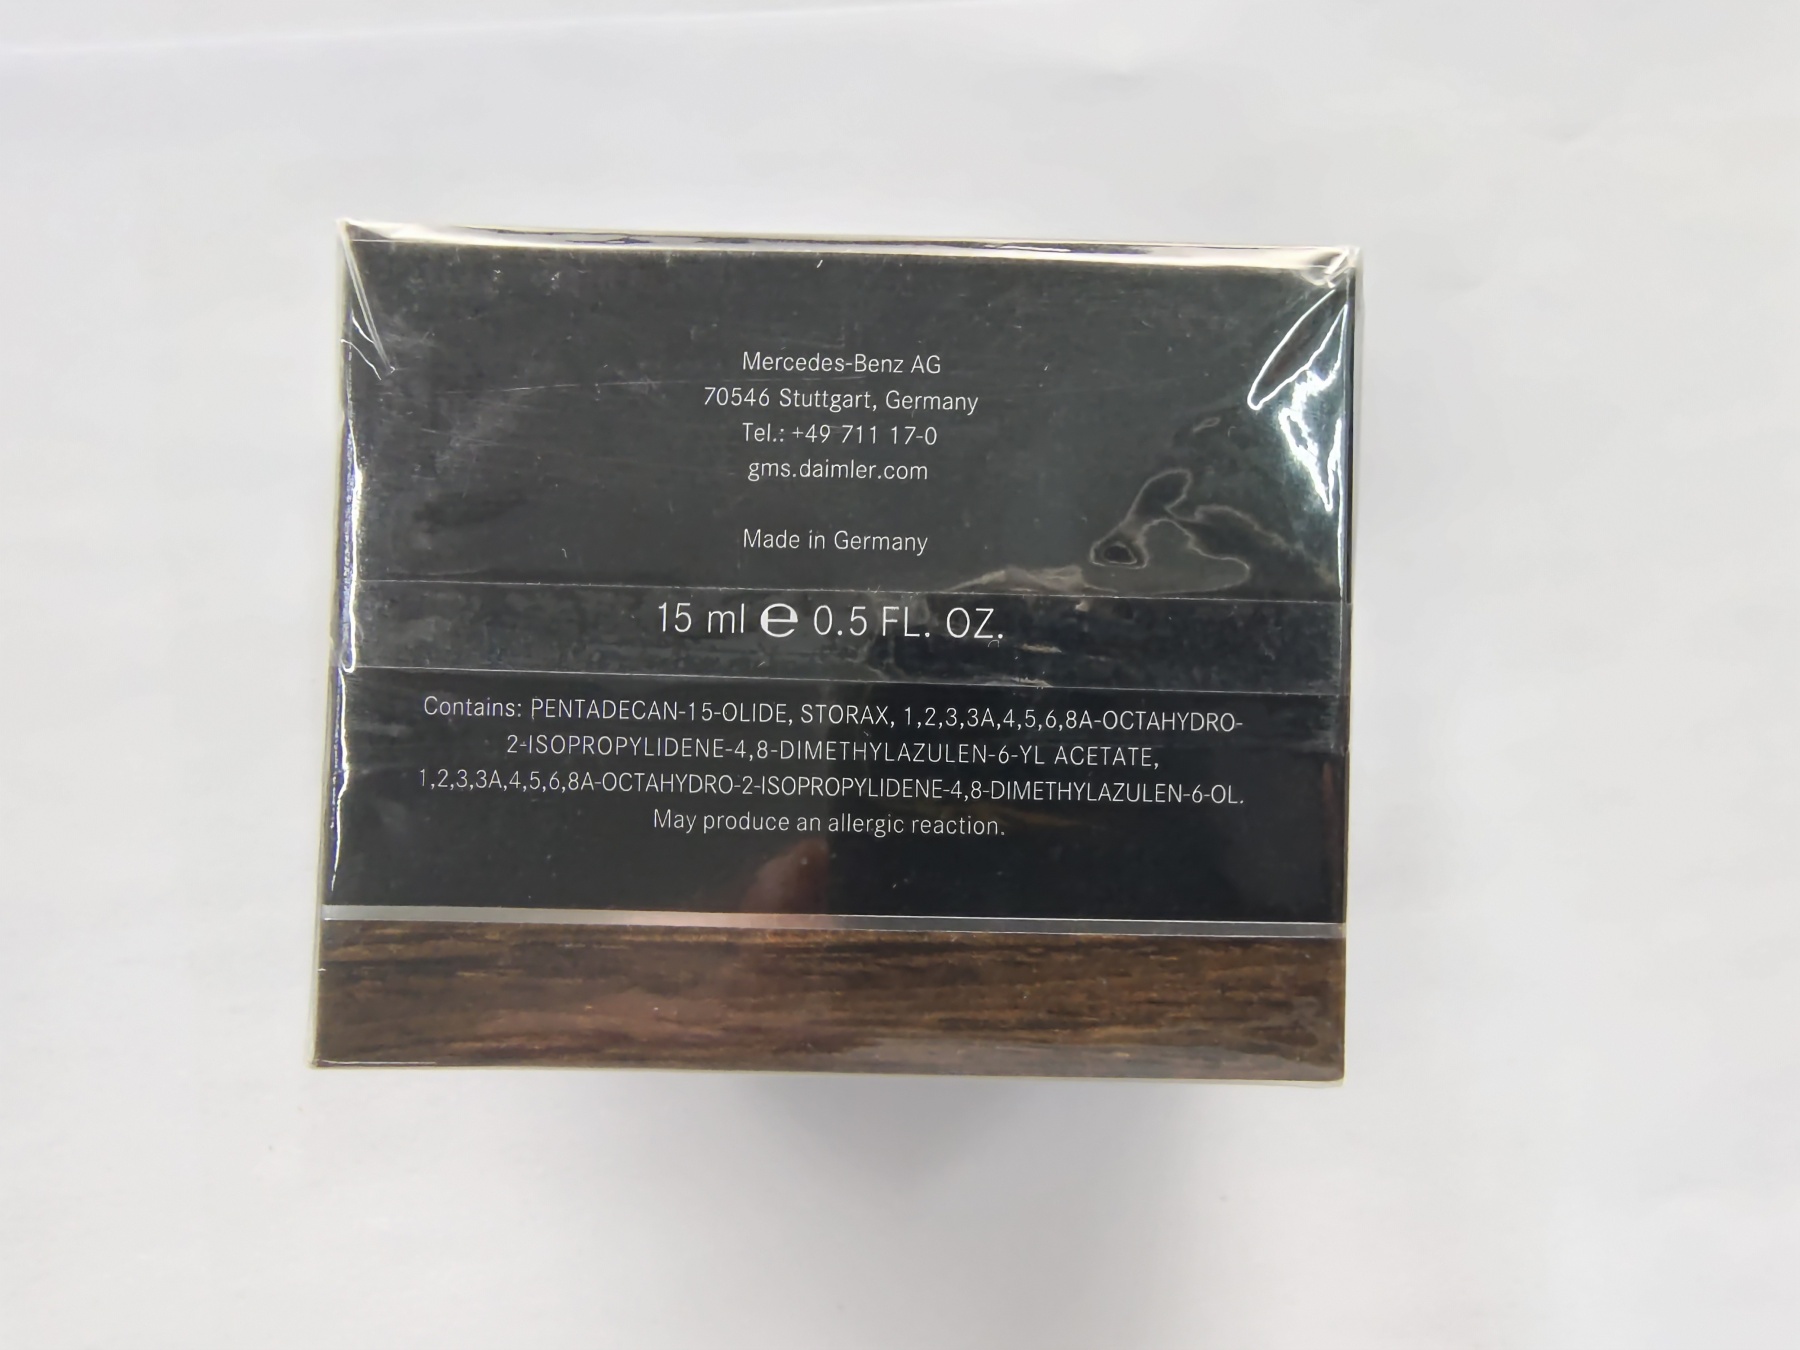 Mercedes-Benz AG
70546 Stuttgart, Germany
Tel.: +49 711 17-0
gms.daimler.com
Made in Germany
15 ml ℮ 0.5 FL. OZ.
Contains: PENTADECAN-15-OLIDE, STORAX, 1,2,3,3A,4,5,6,8A-OCTAHYDRO-
2-ISOPROPYLIDENE-4,8-DIMETHYLAZULEN-6-YL ACETATE,
1,2,3,3A,4,5,6,8A-OCTAHYDRO-2-ISOPROPYLIDENE-4,8-DIMETHYLAZULEN-6-OL.
May produce an allergic reaction.